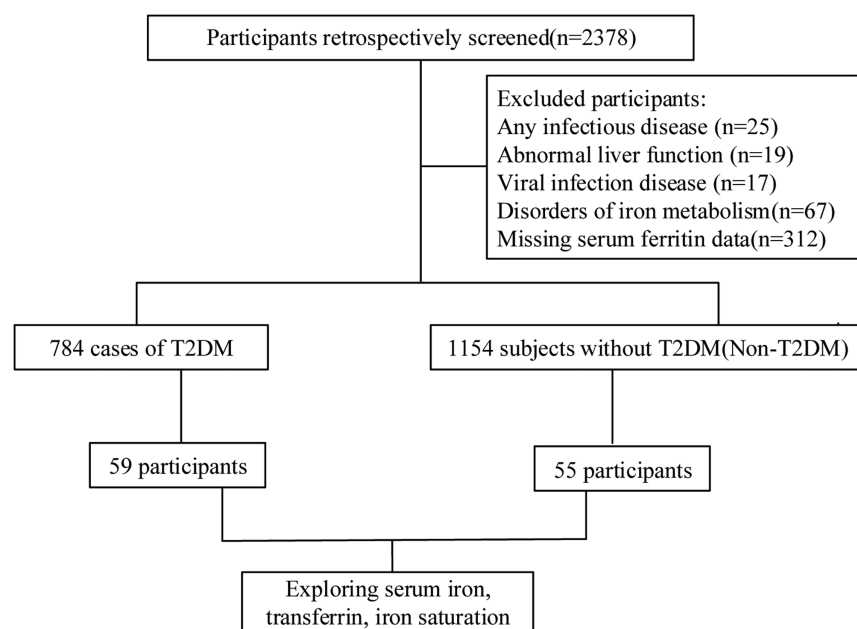 Participants retrospectively screened(n=2378)
Excluded participants:
Any infectious disease (n=25)
Abnormal liver function (n=19)
Viral infection disease (n=17)
Disorders of iron metabolism(n=67)
Missing serum ferritin data(n=312)
784 cases of T2DM
1154 subjects without T2DM(Non-T2DM)
59 participants
55 participants
Exploring serum iron,
transferrin, iron saturation